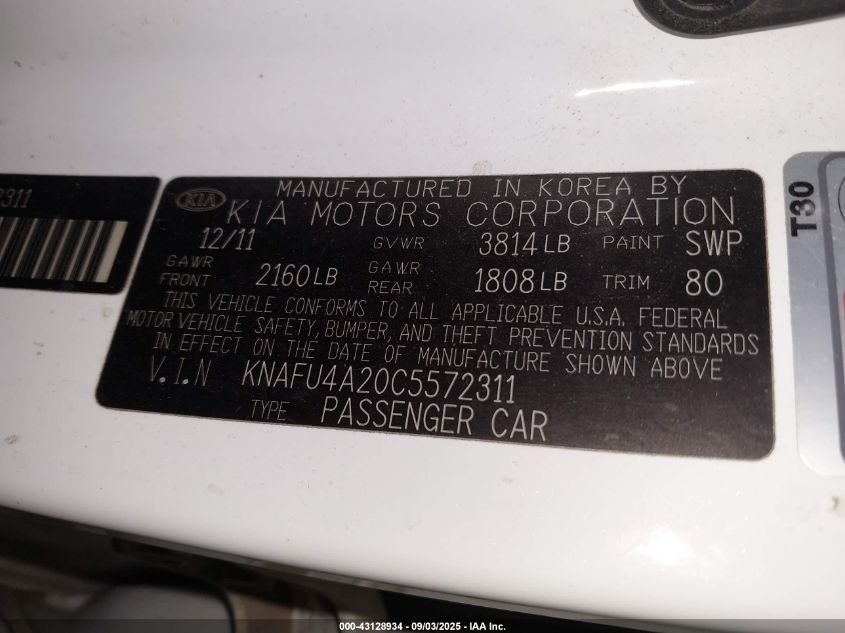 2311
KIA
MANUFACTURED IN KOREA BY
KIA MOTORS CORPORATION
12/11 GVWR 3814LB PAINT SWP
GAWR FRONT 2160LB GAWR REAR 1808LB TRIM 80
THIS VEHICLE CONFORMS TO ALL APPLICABLE U.S.A. FEDERAL
MOTOR VEHICLE SAFETY, BUMPER, AND THEFT PREVENTION STANDARDS
IN EFFECT ON THE DATE OF MANUFACTURE SHOWN ABOVE
V.I.N KNAFU4A20C5572311
TYPE PASSENGER CAR
T30
000-43128934 - 09/03/2025 - IAA Inc.